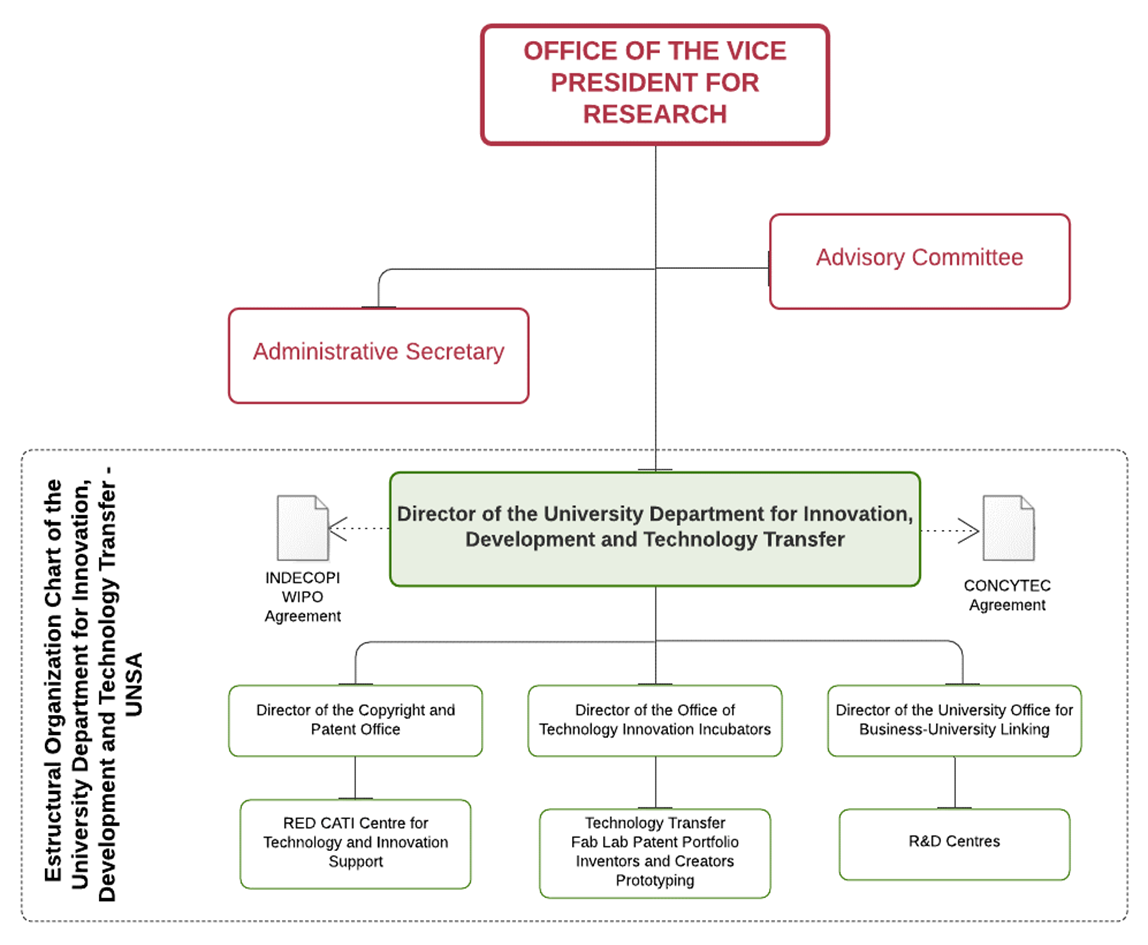 OFFICE OF THE VICE
PRESIDENT FOR
RESEARCH
Advisory Committee
Administrative Secretary
Estructural Organization Chart of the
University Department for Innovation,
Development and Technology Transfer -
UNSA
Director of the University Department for Innovation,
Development and Technology Transfer
INDECOPI
WIPO
Agreement
CONCYTEC
Agreement
Director of the Copyright and
Patent Office
Director of the Office of
Technology Innovation Incubators
Director of the University Office for
Business-University Linking
RED CATI Centre for
Technology and Innovation
Support
Technology Transfer
Fab Lab Patent Portfolio
Inventors and Creators
Prototyping
R&D Centres